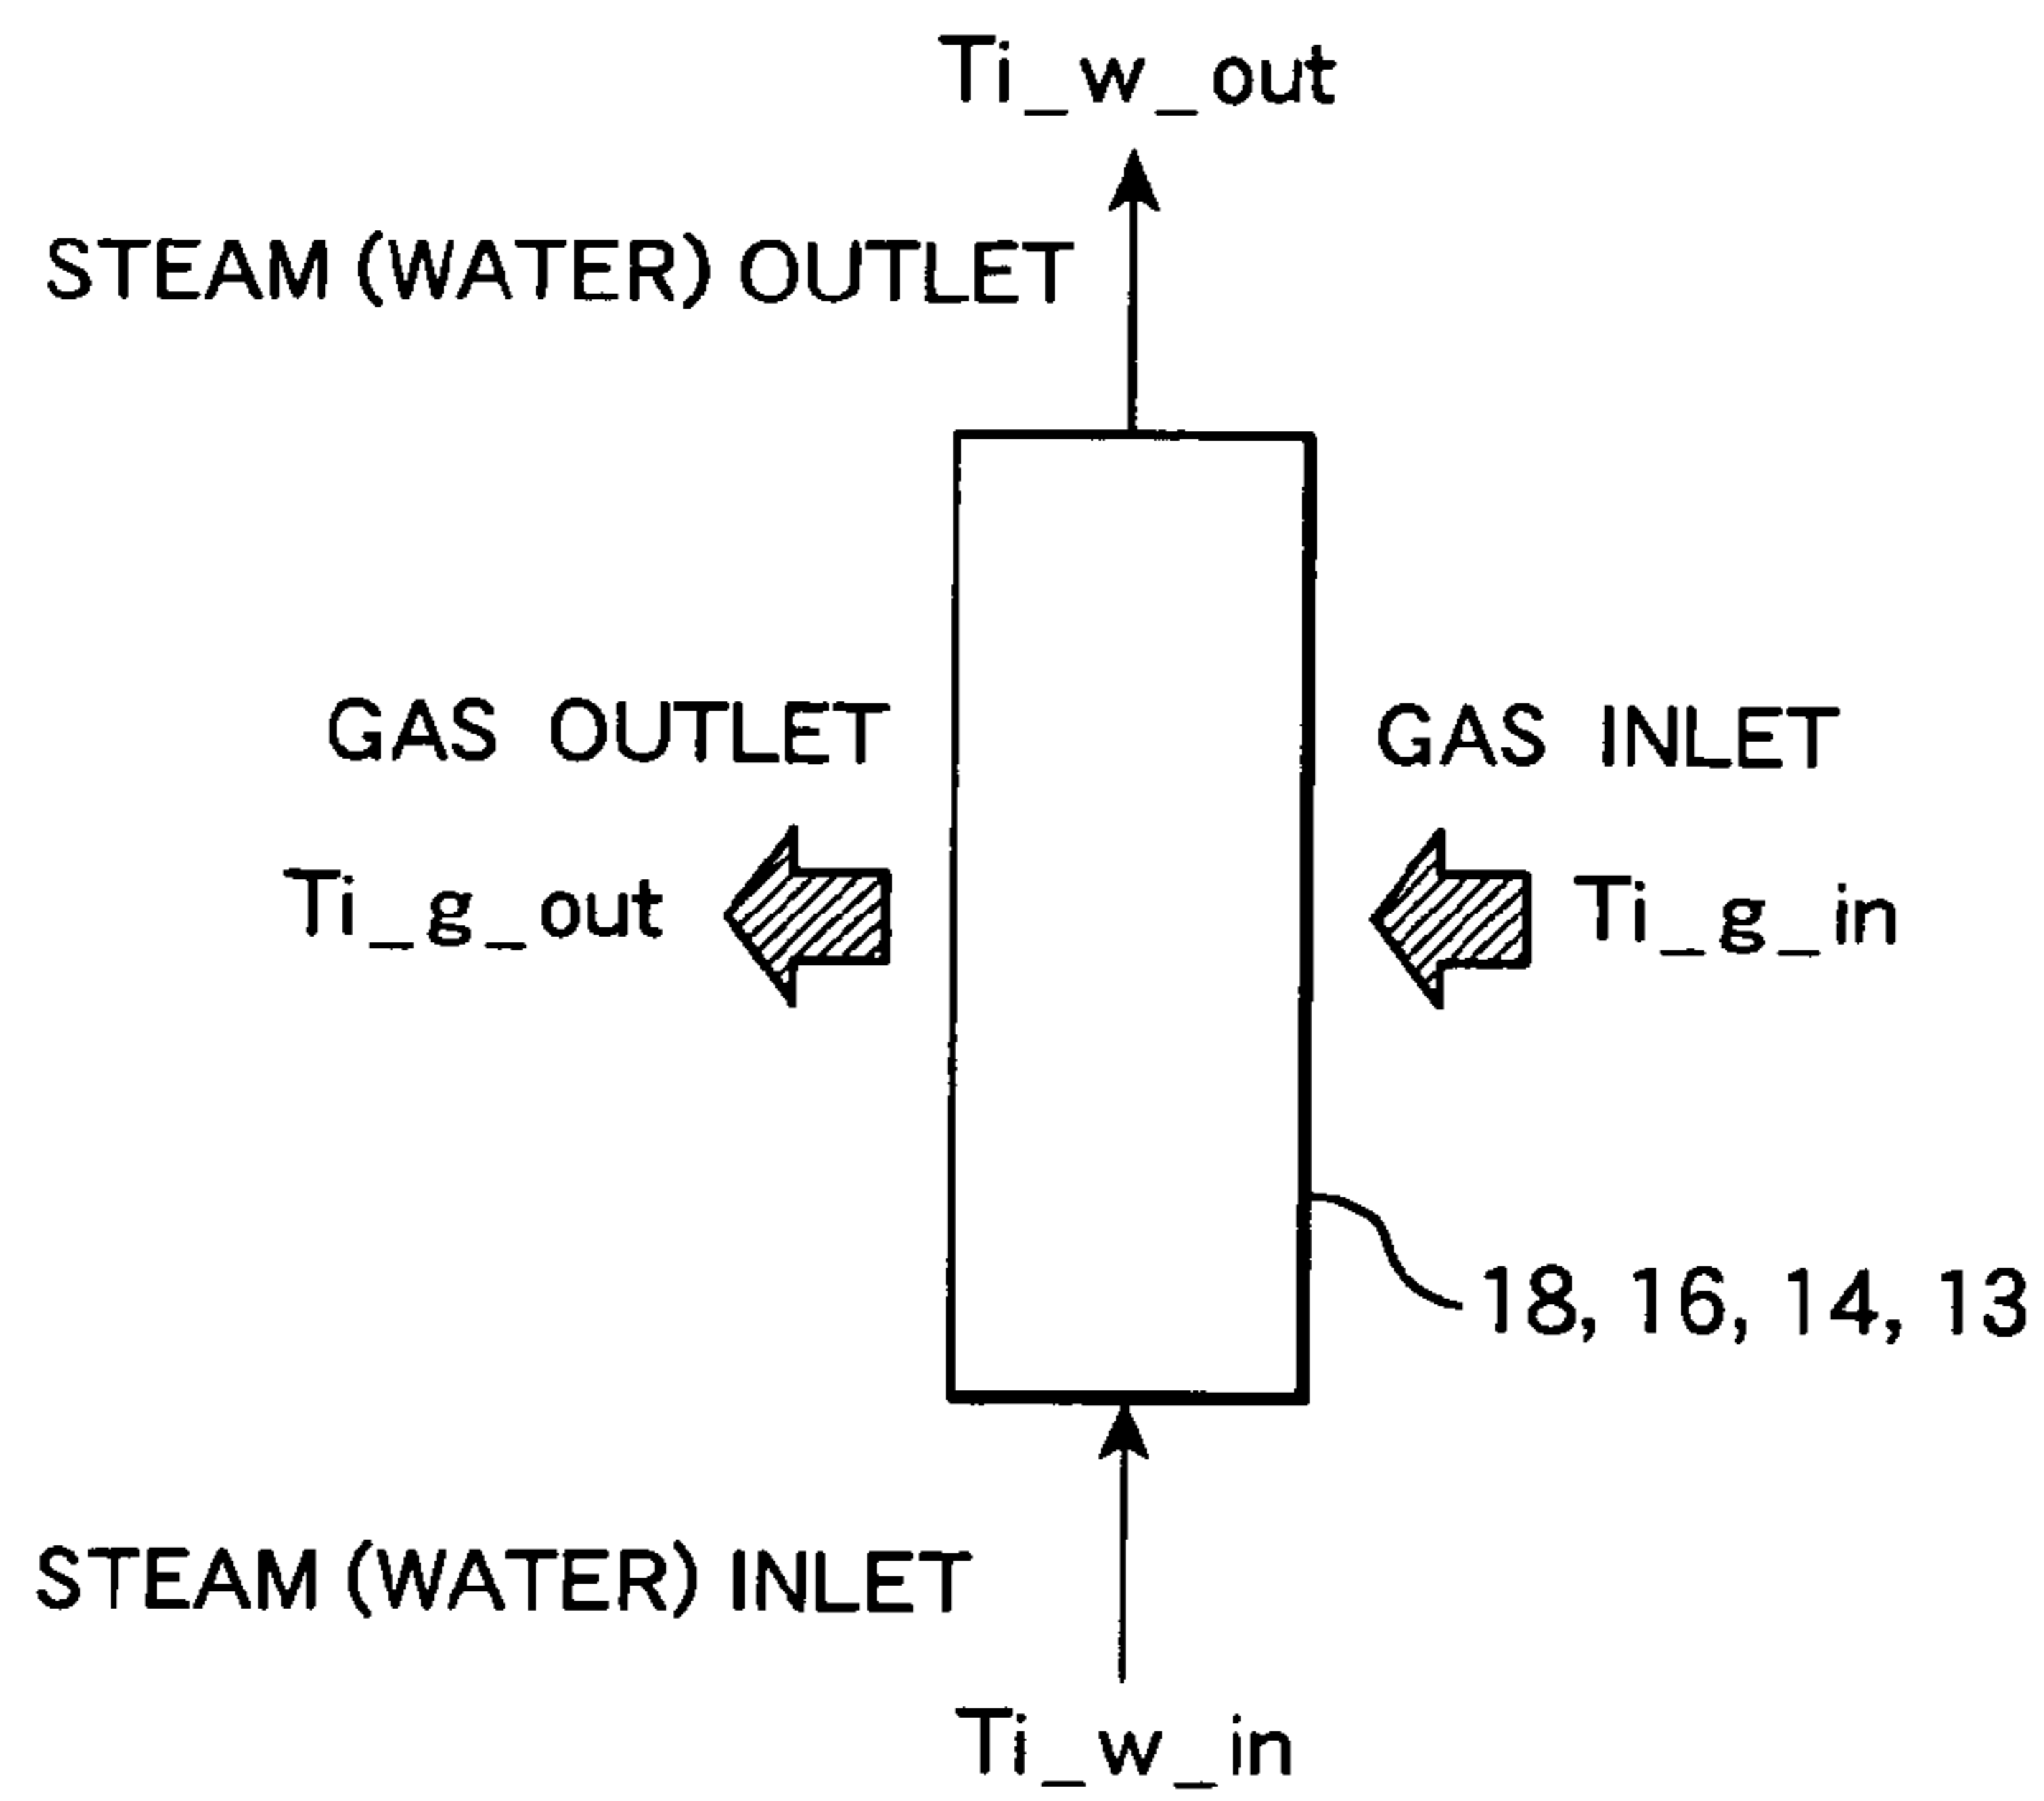 Ti_w_out
STEAM (WATER) OUTLET
GAS OUTLET
GAS INLET
Ti_g_out
Ti_g_in
18, 16, 14, 13
STEAM (WATER) INLET
Ti_w_in